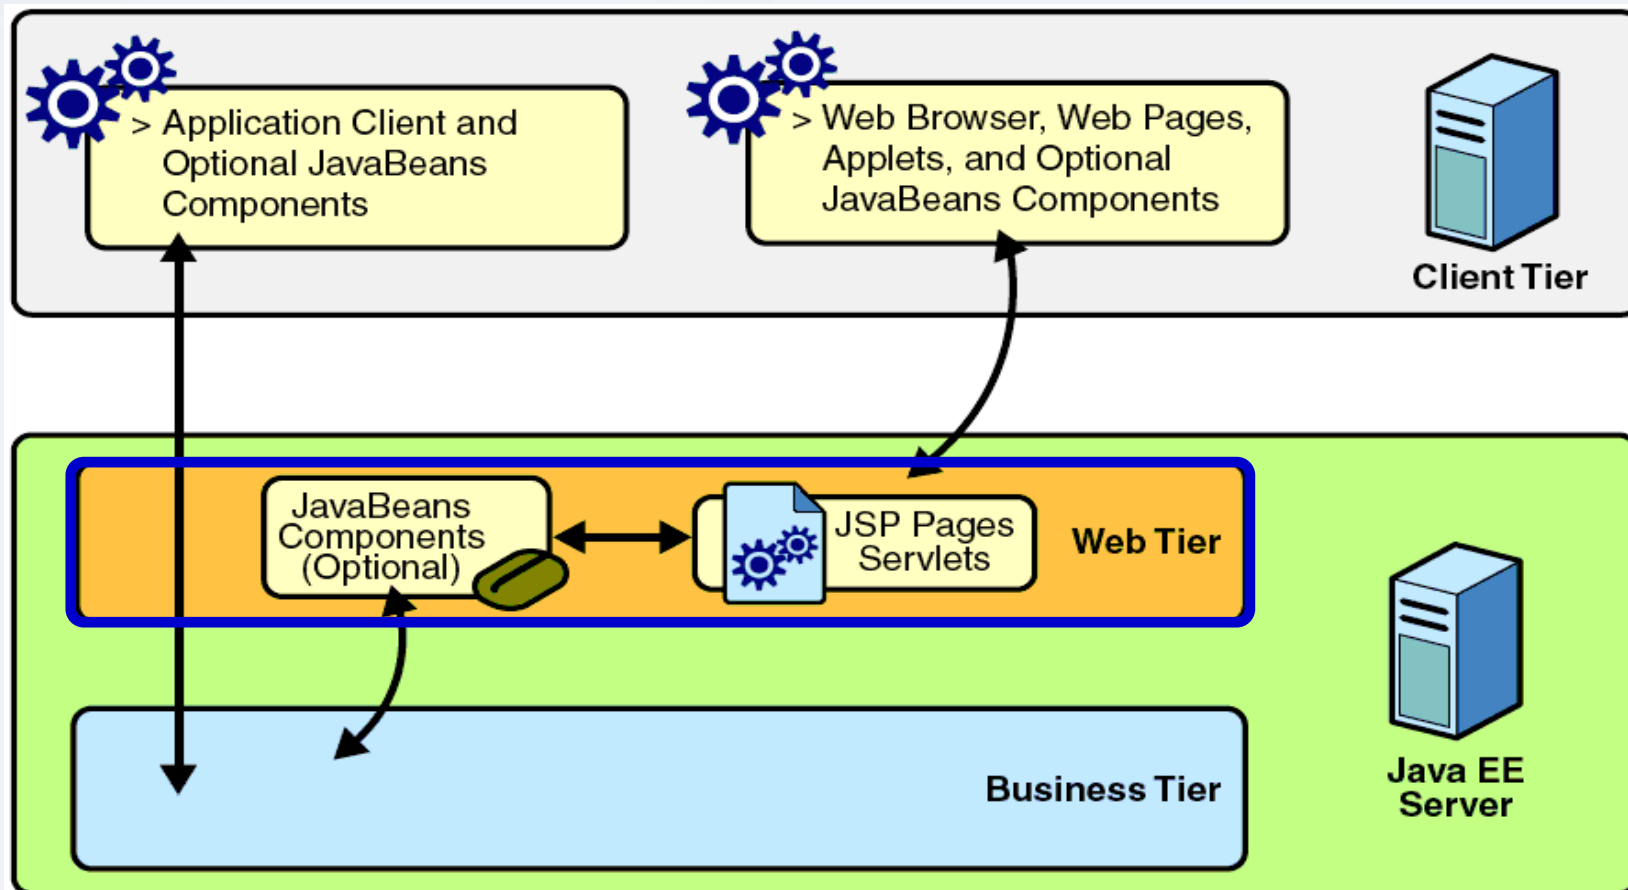 > Application Client and
Optional JavaBeans
Components
> Web Browser, Web Pages,
Applets, and Optional
JavaBeans Components
Client Tier
JavaBeans
Components
(Optional)
JSP Pages
Servlets
Web Tier
Business Tier
Java EE
Server